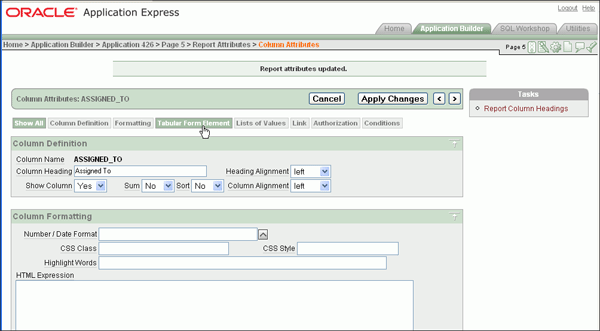 ORACLE Application Express
Logout Help
Home Application Builder SQL Workshop Utilities
Home > Application Builder > Application 426 > Page 5 > Report Attributes > Column Attributes
Page 5
Report attributes updated.
Column Attributes: ASSIGNED_TO
Cancel Apply Changes < >
Tasks
Report Column Headings
Show All Column Definition Formatting Tabular Form Element Lists of Values Link Authorization Conditions
Column Definition
Column Name ASSIGNED_TO
Column Heading Assigned To Heading Alignment left
Show Column Yes Sum No Sort No Column Alignment left
Column Formatting
Number / Date Format
CSS Class CSS Style
Highlight Words
HTML Expression